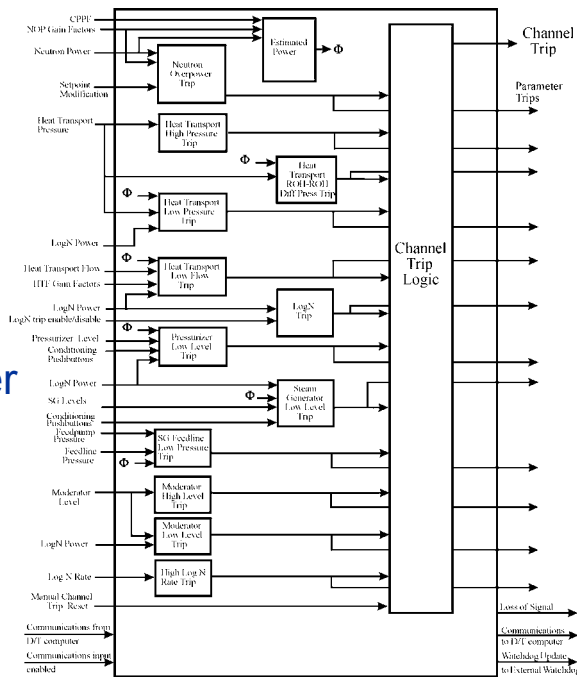 CPPF
NOP Gain Factors
Neutron Power
Setpoint
Modification
Heat Transport
Pressure
LogN Power
Heat Transport Flow
HTF Gain Factors
LogN Power
LogN trip enable/disable
Pressurizer Level
Conditioning
Pushbuttons
er
LogN Power
SG Levels
Conditioning
Pushbuttons
Feedpump
Pressure
Feedline
Pressure
Moderator
Level
LogN Power
Log N Rate
Manual Channel
Trip Reset
Communications from
D/T computer
Communications input
enabled
Estimated
Power
Φ
Neutron
Overpower
Trip
Heat Transport
High Pressure
Trip
Φ
Heat
Transport
ROH-ROH
Diff Press Trip
Φ
Heat Transport
Low Pressure
Trip
Φ
Heat Transport
Low Flow
Trip
LogN
Trip
Φ
Pressurizer
Low Level
Trip
Φ
Steam
Generator
Low Level Trip
SG Feedline
Low Pressure
Trip
Φ
Moderator
High Level
Trip
Moderator
Low Level
Trip
High Log N
Rate Trip
Channel
Trip
Logic
Channel
Trip
Parameter
Trips
Loss of Signal
Communications
to D/T computer
Watchdog Update
to External Watchdog